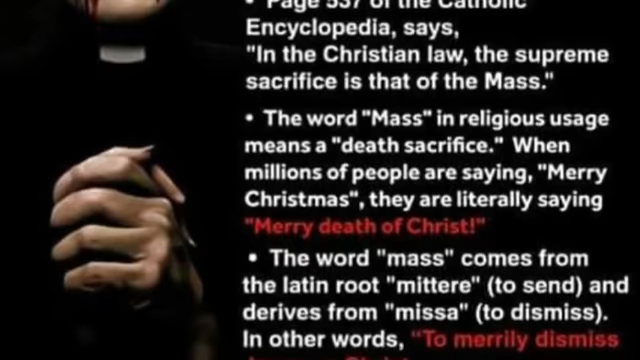 • Page 537 of the Catholic
Encyclopedia, says,
"In the Christian law, the supreme
sacrifice is that of the Mass."
• The word "Mass" in religious usage
means a "death sacrifice." When
millions of people are saying, "Merry
Christmas", they are literally saying
"Merry death of Christ!"
• The word "mass" comes from
the latin root "mittere" (to send) and
derives from "missa" (to dismiss).
In other words, "To merrily dismiss